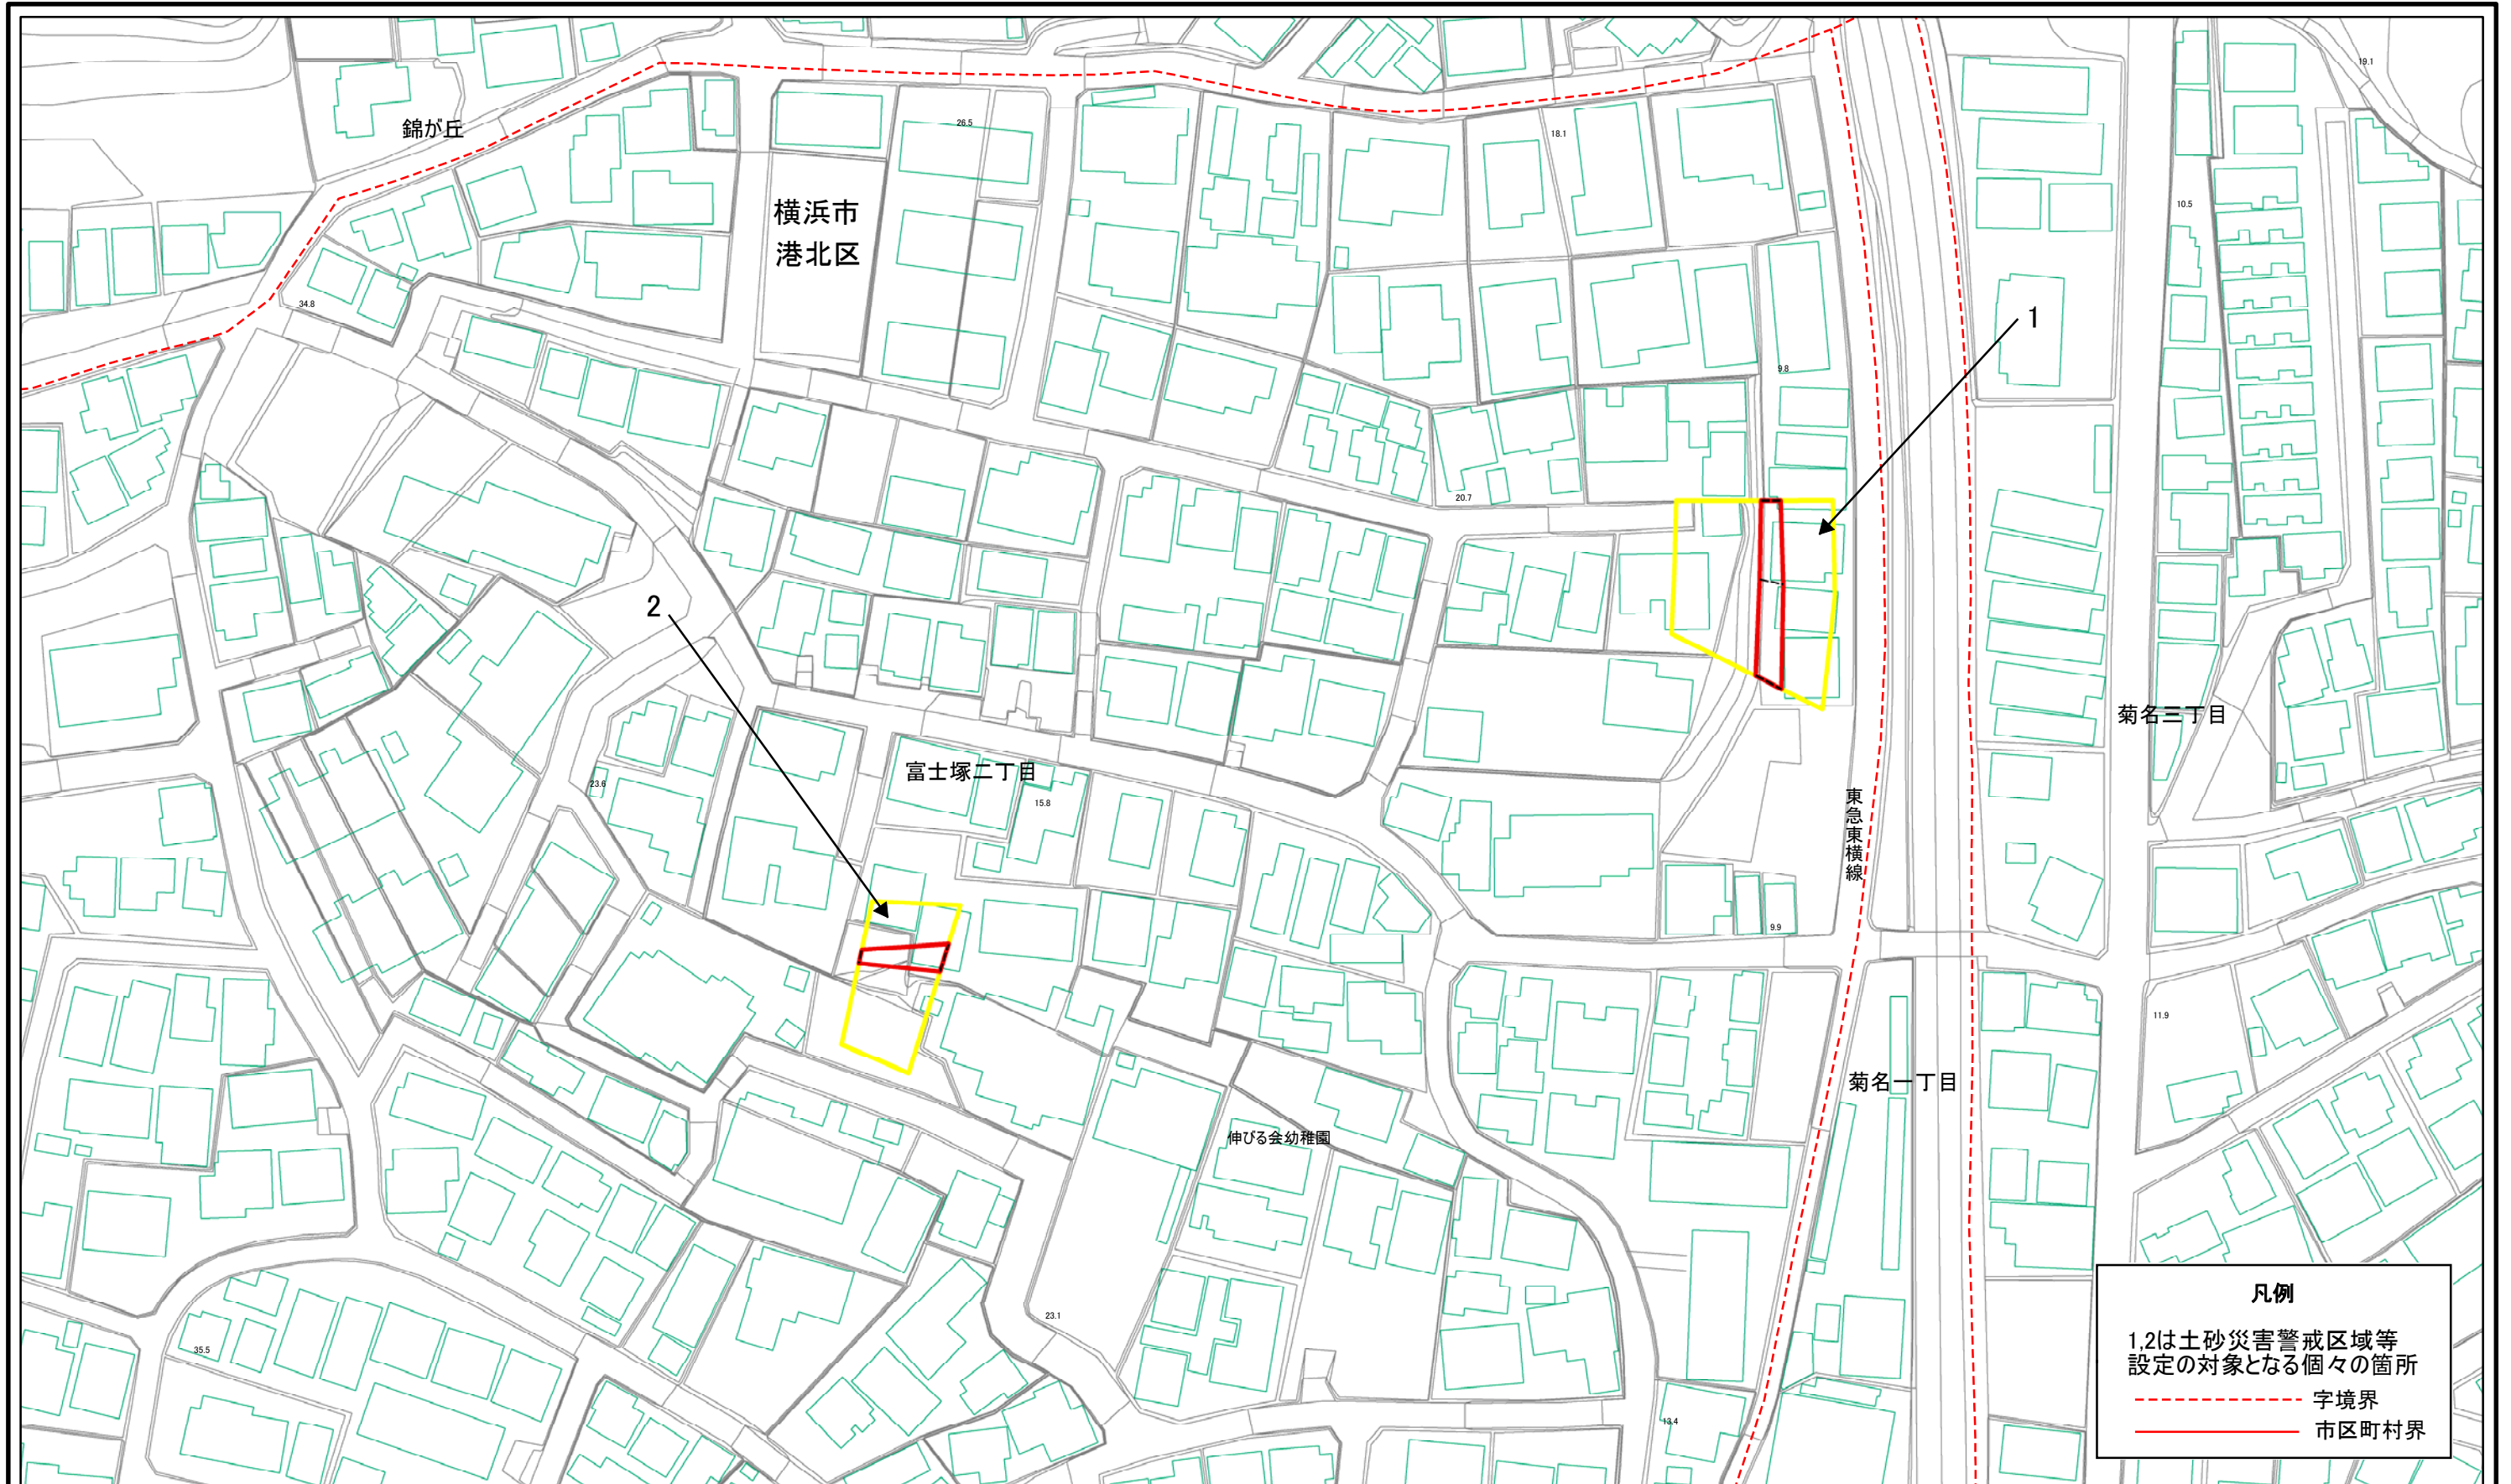 19.1
錦が丘
26.5
18.1
横浜市
港北区
10.5
34.8
1
9.8
20.7
2
菊名三丁目
富士塚二丁目
23.6
15.8
東急東横線
9.9
11.9
菊名一丁目
伸びる会幼稚園
23.1
35.5
13.4
凡例
1,2は土砂災害警戒区域等
設定の対象となる個々の箇所
字境界
市区町村界